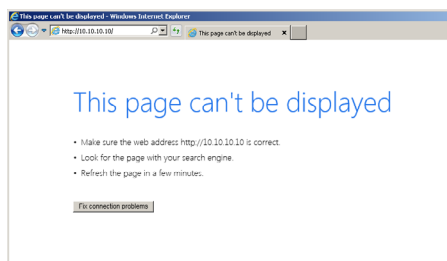 This page can't be displayed - Windows Internet Explorer
http://10.10.10.10/
This page can't be displayed
This page can't be displayed
• Make sure the web address http://10.10.10.10 is correct.
• Look for the page with your search engine.
• Refresh the page in a few minutes.
Fix connection problems